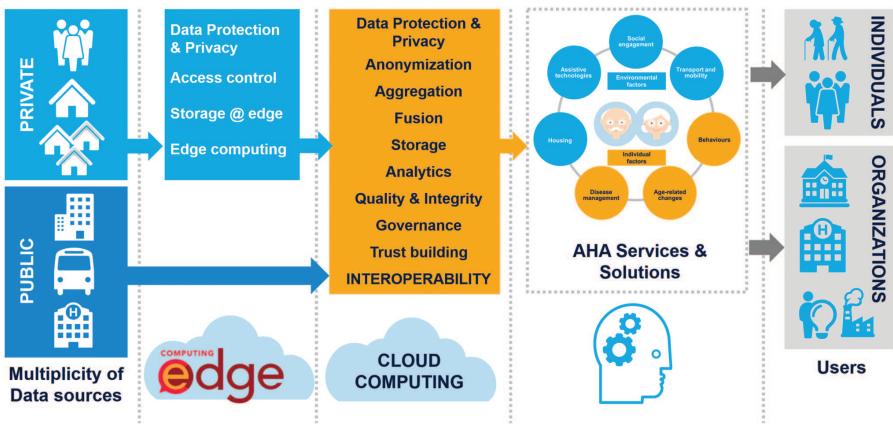 PRIVATE
PUBLIC
Multiplicity of
Data sources
Data Protection
& Privacy
Access control
Storage @ edge
Edge computing
COMPUTING
edge
Data Protection &
Privacy
Anonymization
Aggregation
Fusion
Storage
Analytics
Quality & Integrity
Governance
Trust building
INTEROPERABILITY
CLOUD
COMPUTING
Social
engagement
Assistive
technologies
Environmental
factors
Transport and
mobility
Housing
Behaviours
Individual
factors
Disease
management
Age-related
changes
AHA Services &
Solutions
INDIVIDUALS
ORGANIZATIONS
H
H
Users